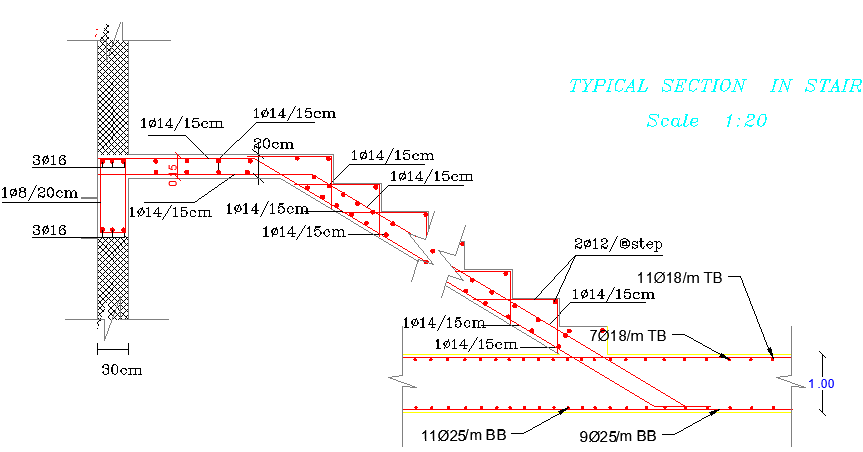 TYPICAL SECTION IN STAIR
Scale 1:20
1ø14/15cm
1ø14/15cm
20cm
3ø16
0.15
1ø8/20cm
1ø14/15cm
3ø16
30cm
1ø14/15cm
1ø14/15cm
1ø14/15cm
1ø14/15cm
2ø12/@step
11Ø18/m TB
1ø14/15cm
1ø14/15cm
7Ø18/m TB
1ø14/15cm
1.00
11Ø25/m BB
9Ø25/m BB